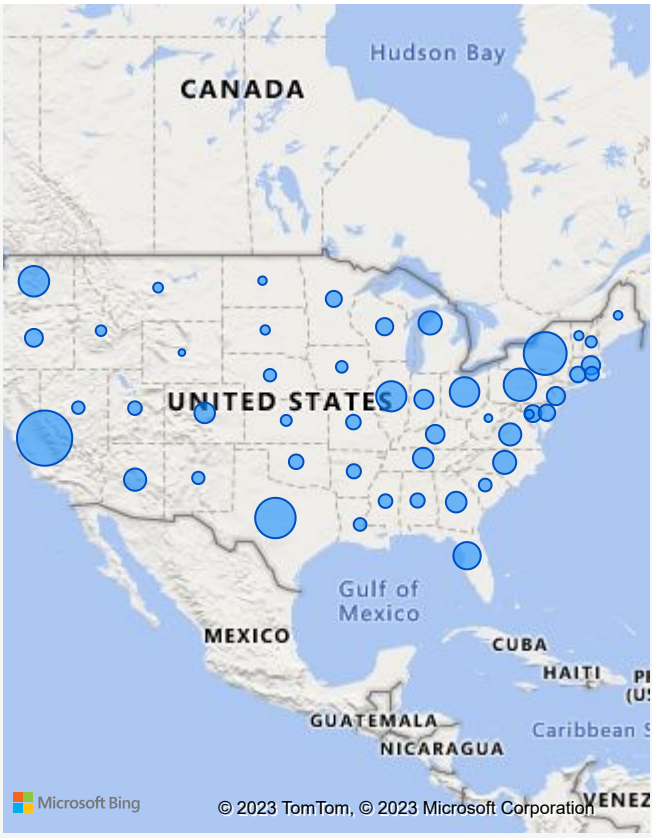 Hudson Bay
CANADA
UNITED STATES
Gulf of
Mexico
MEXICO
CUBA
HAITI
GUATEMALA
Caribbean
NICARAGUA
Microsoft Bing
© 2023 TomTom, © 2023 Microsoft Corporation